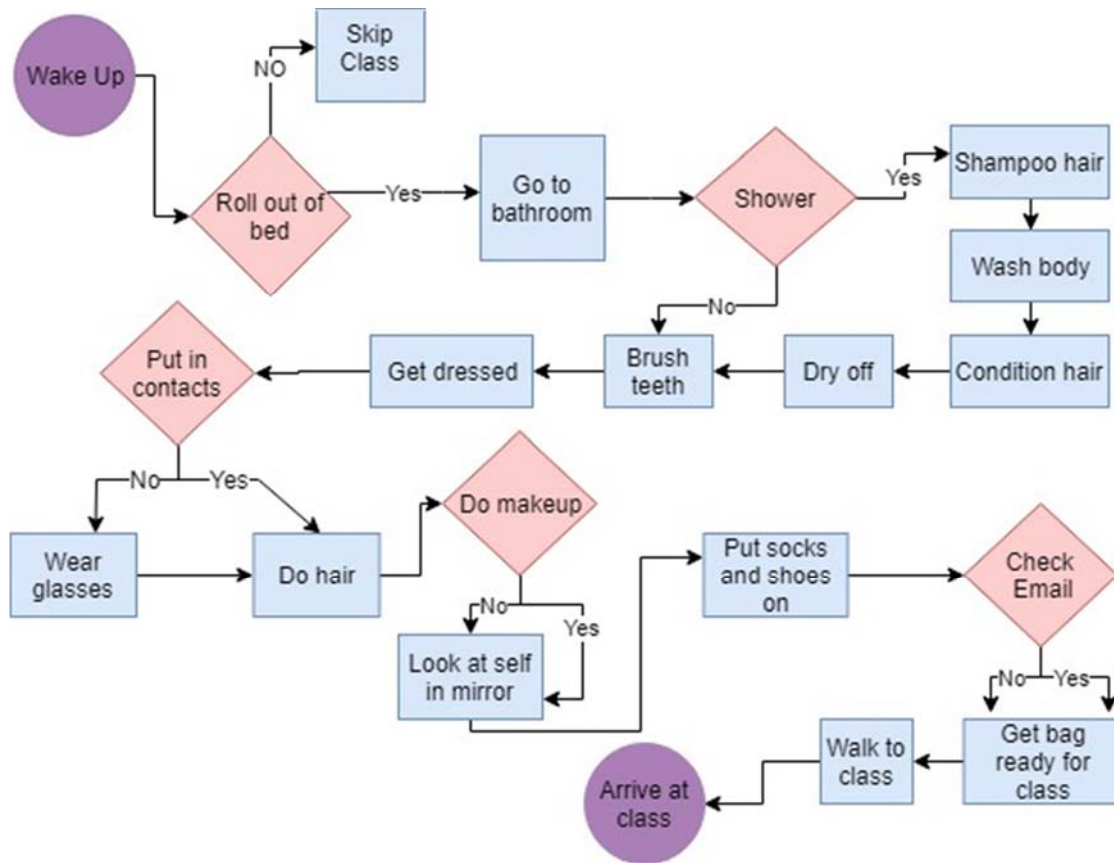 Wake Up
NO
Skip
Class
Roll out of
bed
Yes
Go to
bathroom
Shower
Yes
Shampoo hair
Wash body
Condition hair
Dry off
No
Brush
teeth
Get dressed
Put in
contacts
No
Yes
Wear
glasses
Do hair
Do makeup
No
Yes
Look at self
in mirror
Put socks
and shoes
on
Check
Email
No
Yes
Get bag
ready for
class
Walk to
class
Arrive at
class